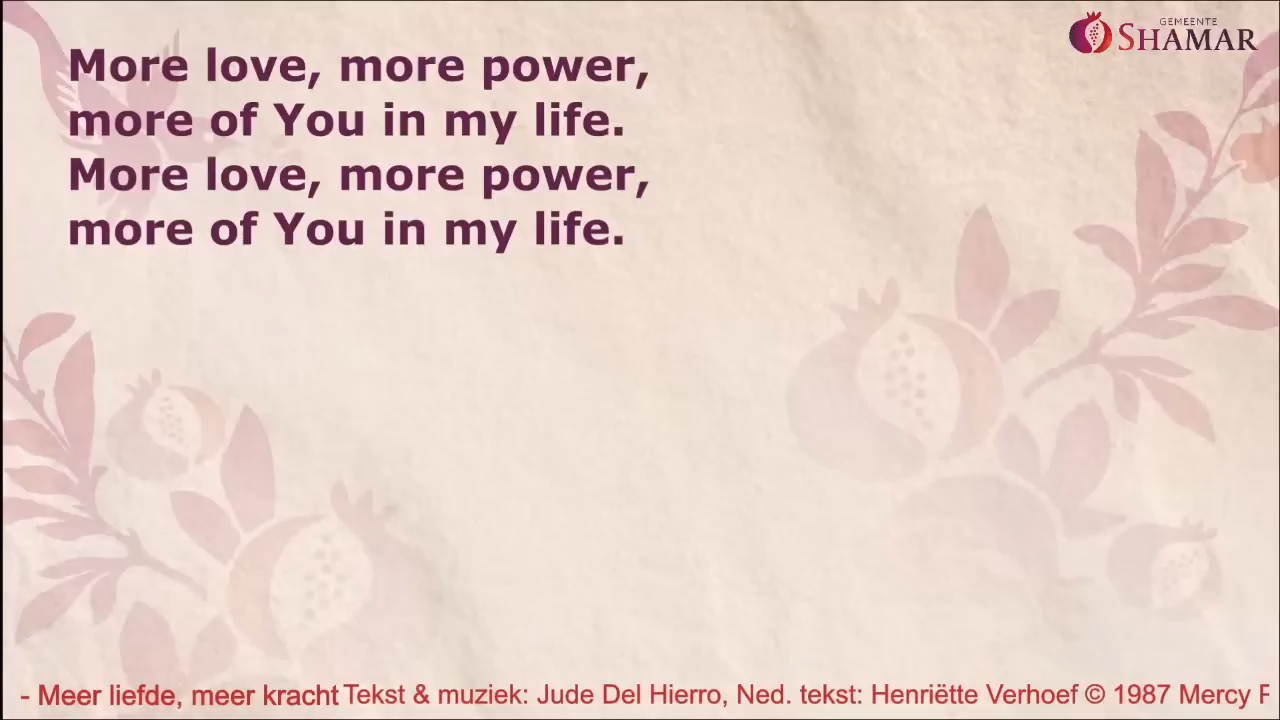 GEMEENTE
SHAMAR
More love, more power,
more of You in my life.
More love, more power,
more of You in my life.
- Meer liefde, meer kracht Tekst & muziek: Jude Del Hierro, Ned. tekst: Henriëtte Verhoef © 1987 Mercy